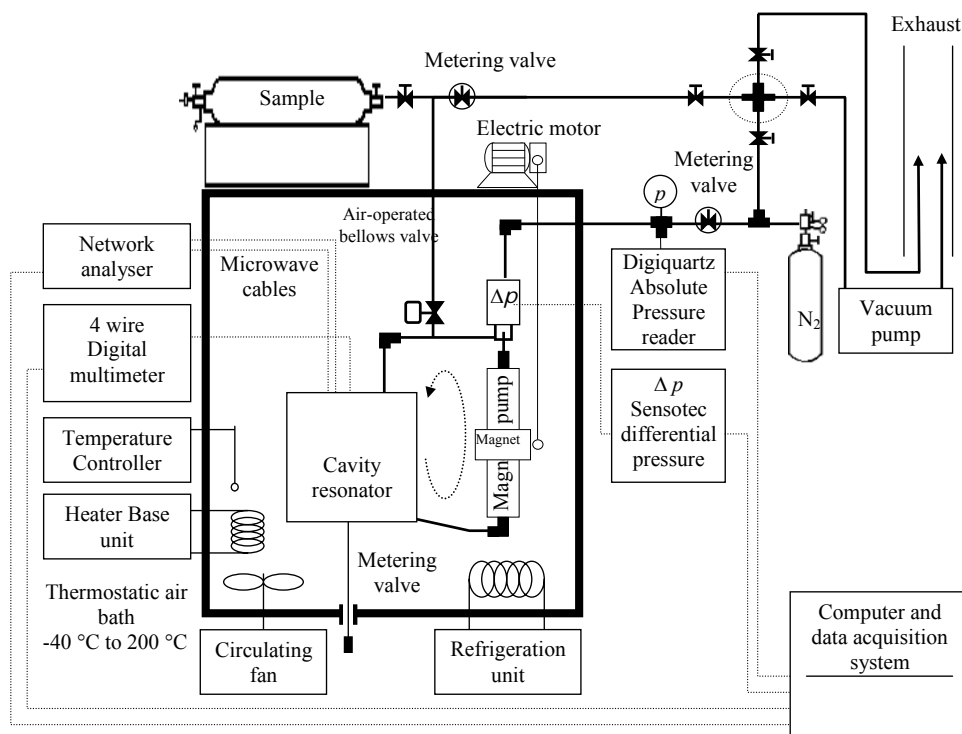 Exhaust
Metering valve
Sample
Electric motor
Metering
valve
p
Air-operated
bellows valve
Network
analyser
Microwave
cables
Δp
Digiquartz
Absolute
Pressure
reader
N2
Vacuum
pump
4 wire
Digital
multimeter
Δ p
Sensotec
differential
pressure
Magn
pump
Magnet
Temperature
Controller
Cavity
resonator
Heater Base
unit
Metering
valve
Thermostatic air
bath
-40 °C to 200 °C
Circulating
fan
Refrigeration
unit
Computer and
data acquisition
system